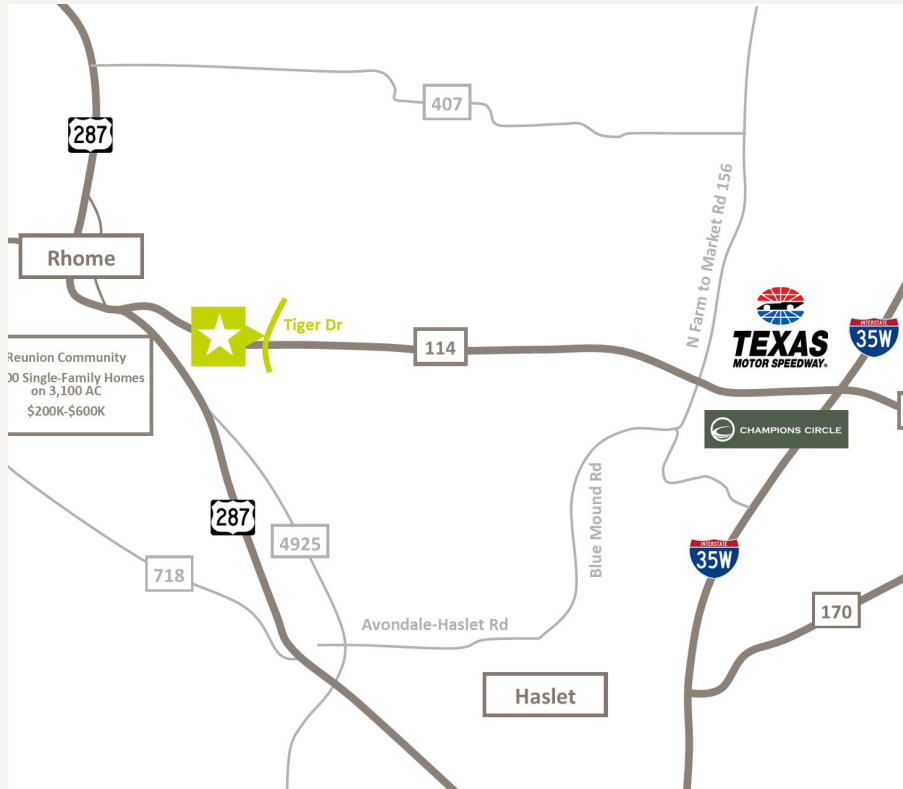 407
287
N Farm to Market Rd 156
Rhome
Tiger Dr
114
TEXAS
MOTOR SPEEDWAY®
INTERSTATE
35W
Reunion Community
Single-Family Homes
on 3,100 AC
$200K-$600K
CHAMPIONS CIRCLE
287
4925
Blue Mound Rd
INTERSTATE
35W
718
170
Avondale-Haslet Rd
Haslet